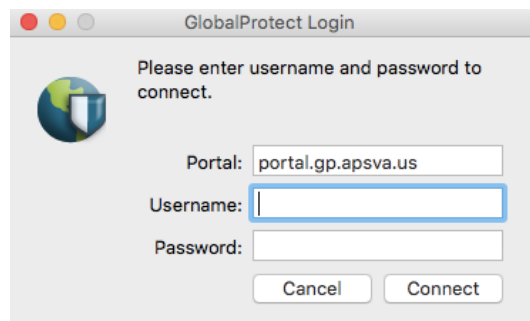 GlobalProtect Login
Please enter username and password to
connect.
Portal: portal.gp.apsva.us
Username:
Password:
Cancel Connect